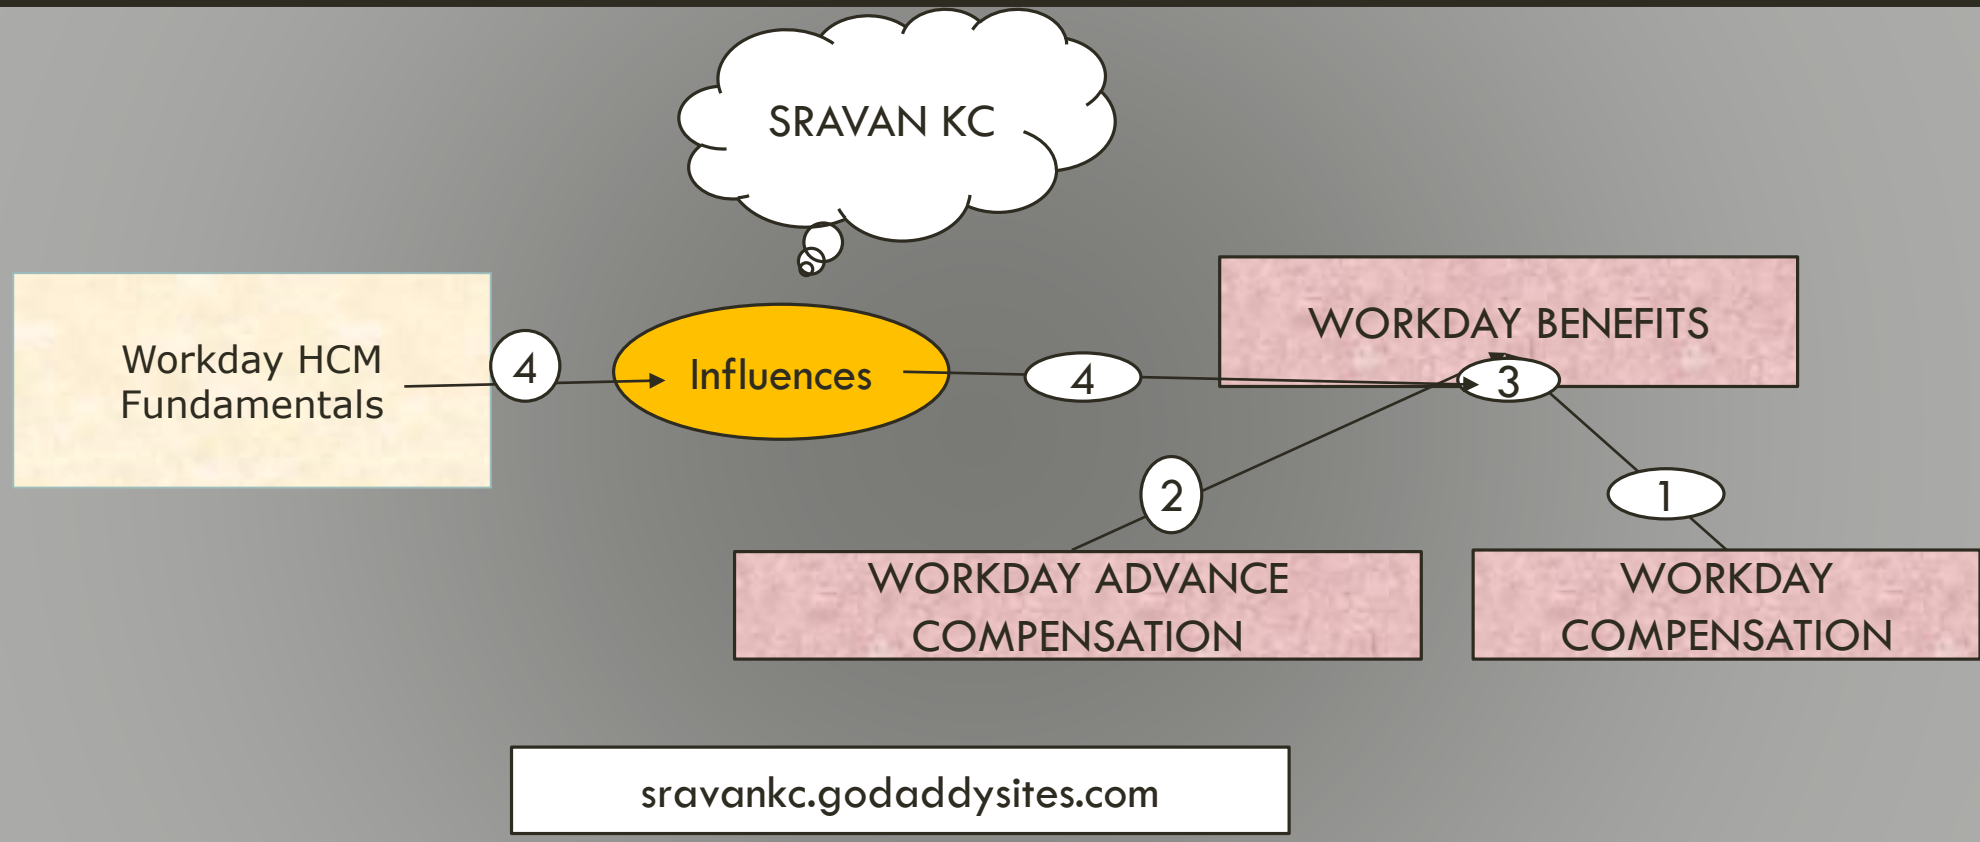 SRAVAN KC
Workday HCM
Fundamentals
4
Influences
4
WORKDAY BENEFITS
3
2
1
WORKDAY ADVANCE
COMPENSATION
WORKDAY
COMPENSATION
sravankc.godaddysites.com